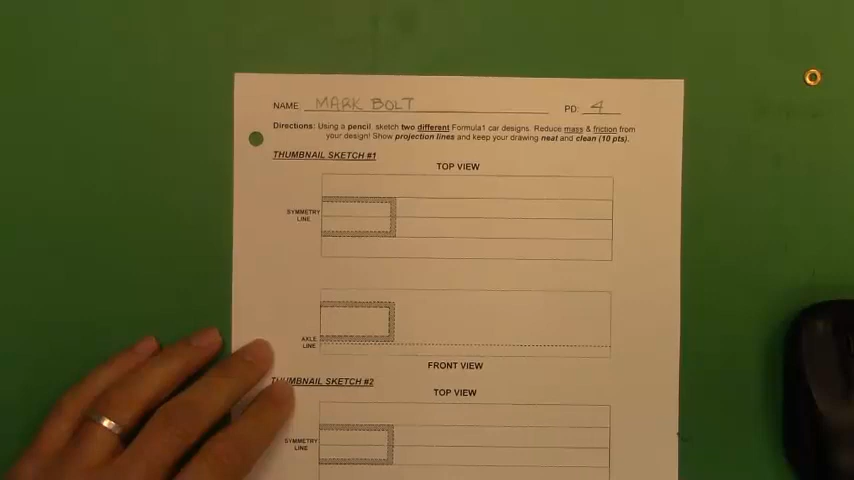 NAME: MARK BOLT PD: 4
Directions: Using a pencil, sketch two different Formula1 car designs. Reduce mass & friction from
your design! Show projection lines and keep your drawing neat and clean (10 pts).
THUMBNAIL SKETCH #1
TOP VIEW
SYMMETRY
LINE
AXLE
LINE
FRONT VIEW
THUMBNAIL SKETCH #2
TOP VIEW
SYMMETRY
LINE